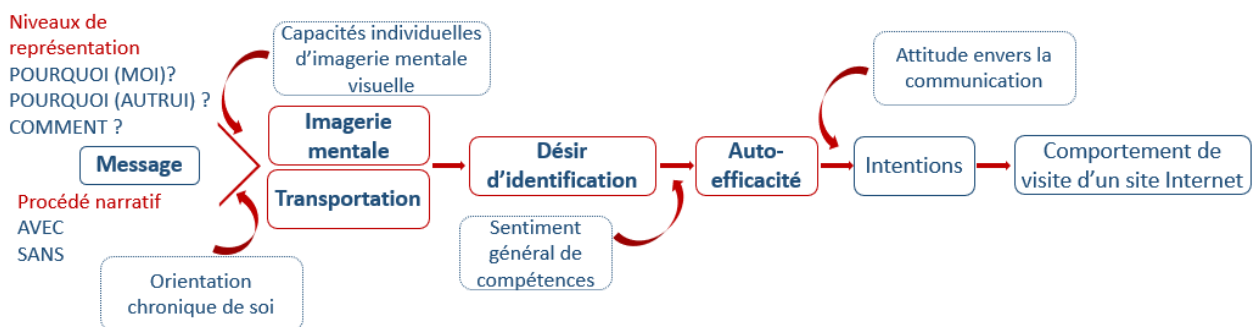 Niveaux de
représentation
POURQUOI (MOI)?
POURQUOI (AUTRUI) ?
COMMENT ?
Message
Procédé narratif
AVEC
SANS
Capacités individuelles
d’imagerie mentale
visuelle
Imagerie
mentale
Transportation
Orientation
chronique de soi
Désir
d’identification
Sentiment
général de
compétences
Auto-
efficacité
Attitude envers la
communication
Intentions
Comportement de
visite d’un site Internet